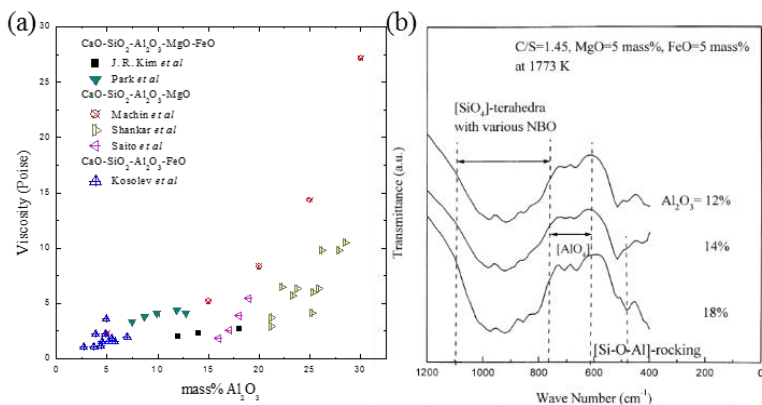 (a)
30
25
20
15
10
5
0
Viscosity (Poise)
CaO-SiO2-Al2O3-MgO-FeO
J. R. Kim et al
Park et al
CaO-SiO2-Al2O3-MgO
Machin et al
Shankar et al
Saito et al
CaO-SiO2-Al2O3-FeO
Kosolev et al
0 5 10 15 20 25 30
mass% Al2O3
(b)
C/S=1.45, MgO=5 mass%, FeO=5 mass%
at 1773 K
[SiO4]-terahedra
with various NBO
Transmittance (a.u.)
Al2O3= 12%
14%
[AlO4]
18%
[Si-O-Al]-rocking
1200 1000 800 600 400 200 0
Wave Number (cm-1)